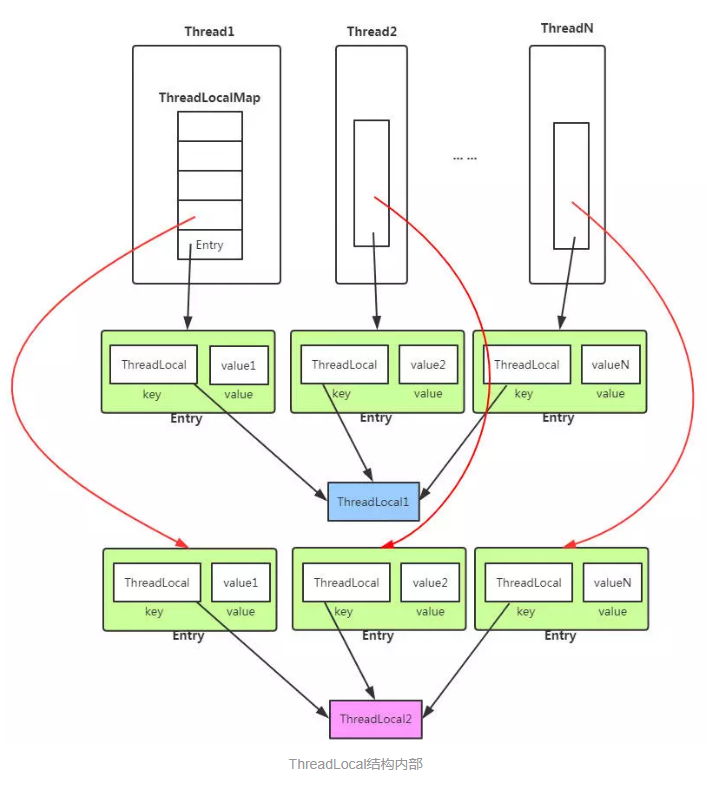 Thread1
Thread2
ThreadN
ThreadLocalMap
... ...
Entry
ThreadLocal
value1
key
value
Entry
ThreadLocal
value2
key
value
Entry
ThreadLocal
valueN
key
value
Entry
ThreadLocal1
ThreadLocal
value1
key
value
Entry
ThreadLocal
value2
key
value
Entry
ThreadLocal
valueN
key
value
Entry
ThreadLocal2
ThreadLocal结构内部